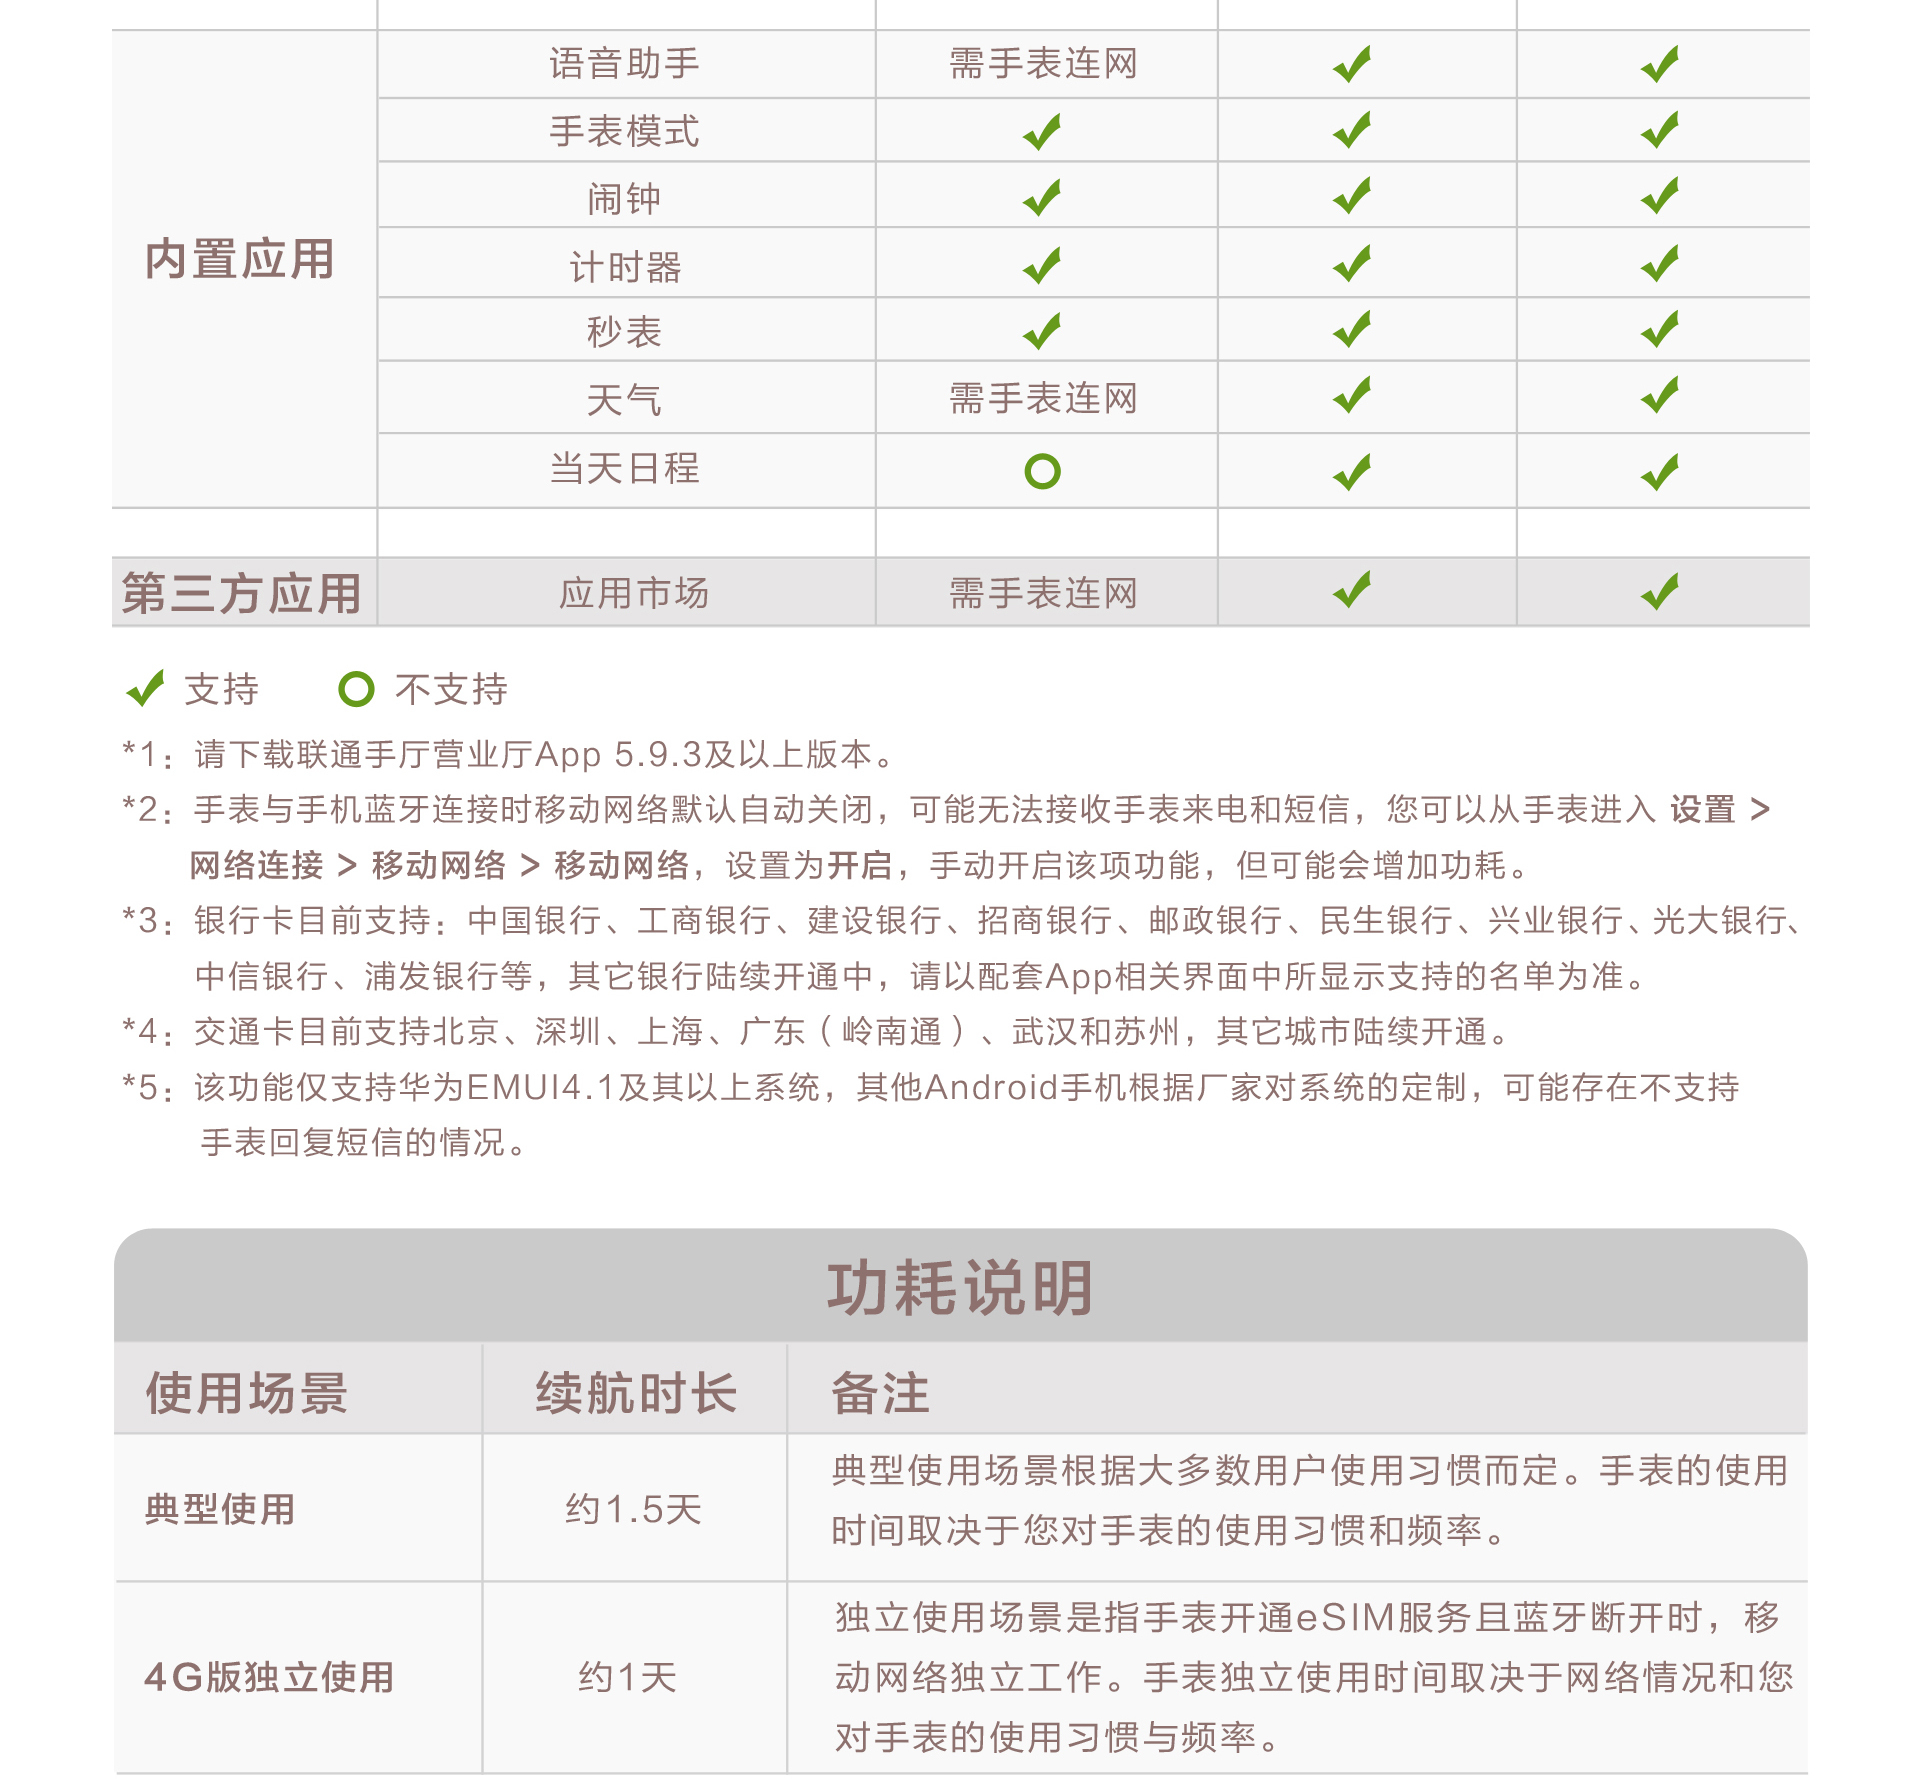 语音助手 需手表连网
手表模式
闹钟
内置应用
计时器
秒表
天气 需手表连网
当天日程
第三方应用 应用市场 需手表连网
支持 不支持
*1：请下载联通手厅营业厅App 5.9.3及以上版本。
*2：手表与手机蓝牙连接时移动网络默认自动关闭，可能无法接收手表来电和短信，您可以从手表进入 设置 >
网络连接 > 移动网络 > 移动网络，设置为开启，手动开启该项功能，但可能会增加功耗。
*3：银行卡目前支持：中国银行、工商银行、建设银行、招商银行、邮政银行、民生银行、兴业银行、光大银行、
中信银行、浦发银行等，其它银行陆续开通中，请以配套App相关界面中所显示支持的名单为准。
*4：交通卡目前支持北京、深圳、上海、广东（岭南通）、武汉和苏州，其它城市陆续开通。
*5：该功能仅支持华为EMUI4.1及其以上系统，其他Android手机根据厂家对系统的定制，可能存在不支持
手表回复短信的情况。
功耗说明
使用场景 续航时长 备注
典型使用场景根据大多数用户使用习惯而定。手表的使用
典型使用 约1.5天
时间取决于您对手表的使用习惯和频率。
独立使用场景是指手表开通eSIM服务且蓝牙断开时，移
4G版独立使用 约1天 动网络独立工作。手表独立使用时间取决于网络情况和您
对手表的使用习惯与频率。